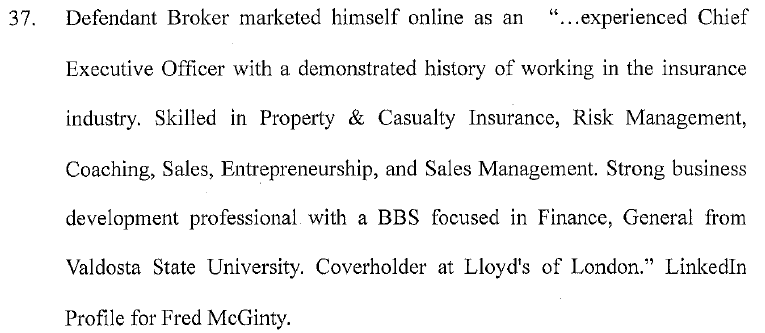 37. Defendant Broker marketed himself online as an “…experienced Chief
Executive Officer with a demonstrated history of working in the insurance
industry. Skilled in Property & Casualty Insurance, Risk Management,
Coaching, Sales, Entrepreneurship, and Sales Management. Strong business
development professional with a BBS focused in Finance, General from
Valdosta State University. Coverholder at Lloyd's of London.” LinkedIn
Profile for Fred McGinty.